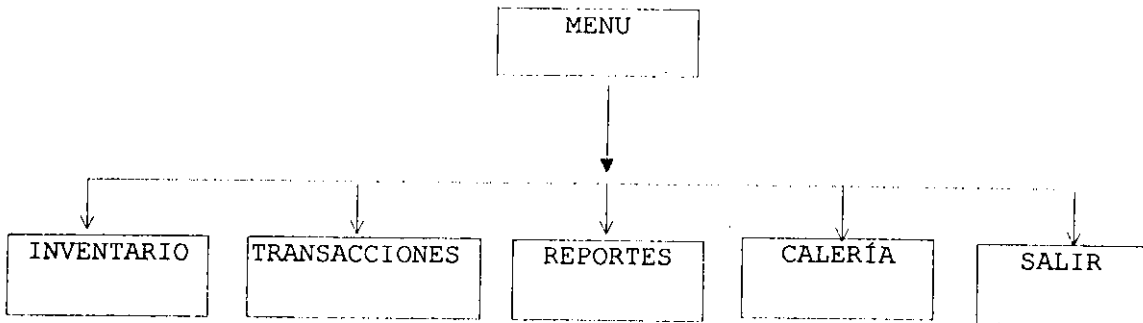 MENU
INVENTARIO
TRANSACCIONES
REPORTES
CALERÍA
SALIR